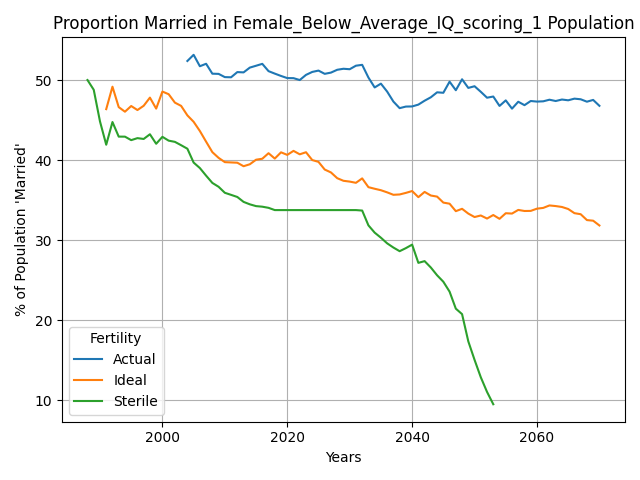 Proportion Married in Female_Below_Average_IQ_scoring_1 Population
% of Population 'Married'
50
40
30
20
10
Fertility
Actual
Ideal
Sterile
2000 2020 2040 2060
Years